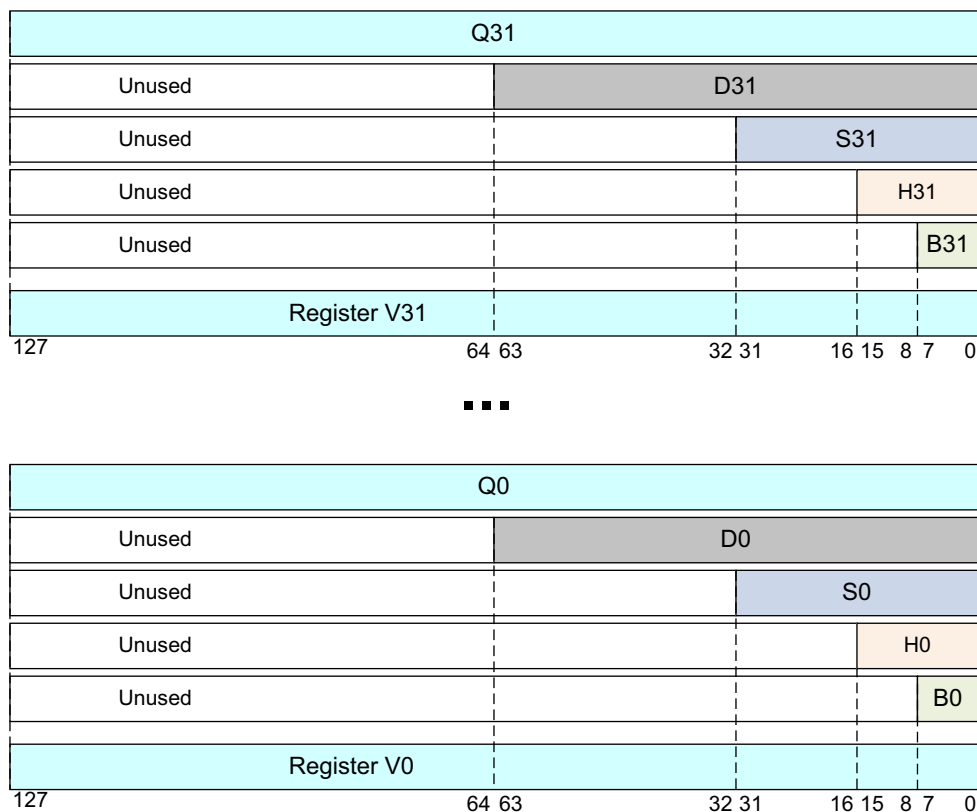 Q31
Unused D31
Unused S31
Unused H31
Unused B31
Register V31
127 64 63 32 31 16 15 8 7 0
...
Q0
Unused D0
Unused S0
Unused H0
Unused B0
Register V0
127 64 63 32 31 16 15 8 7 0